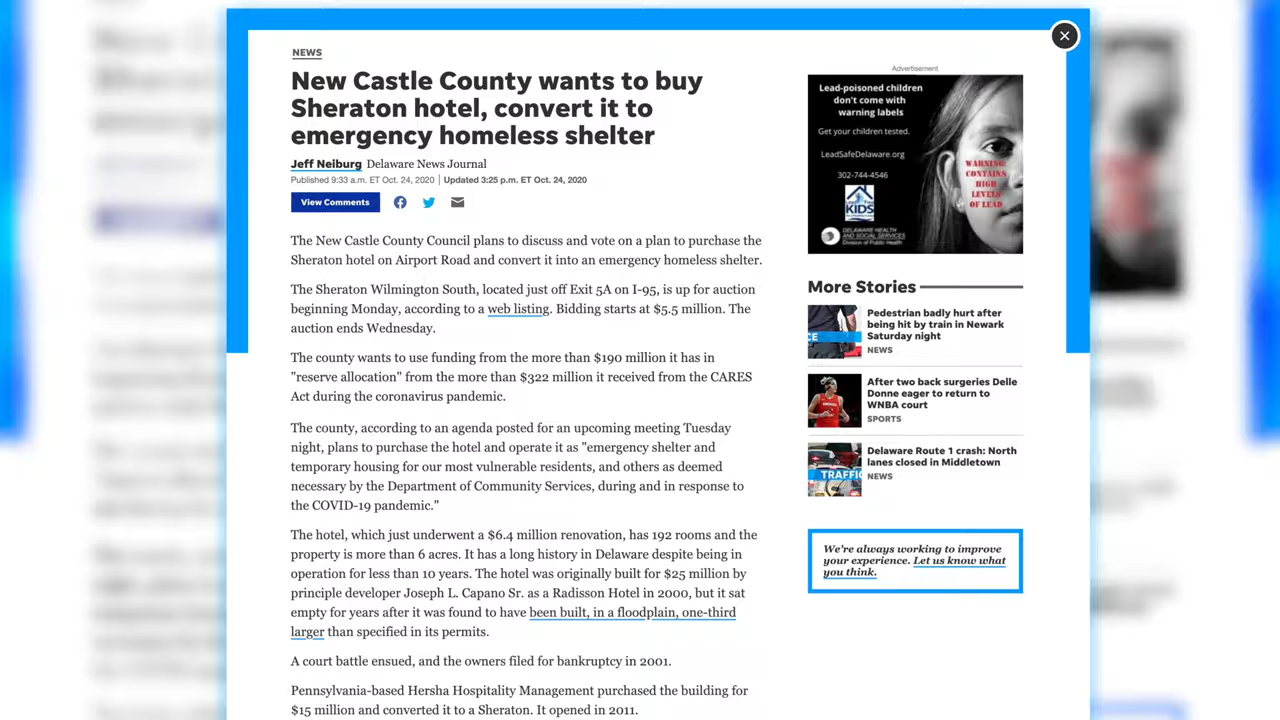 NEWS
New Castle County wants to buy
Sheraton hotel, convert it to
emergency homeless shelter
Jeff Neiburg Delaware News Journal
Published 9:33 a.m. ET Oct. 24, 2020 | Updated 3:25 p.m. ET Oct. 24, 2020
View Comments
The New Castle County Council plans to discuss and vote on a plan to purchase the
Sheraton hotel on Airport Road and convert it into an emergency homeless shelter.
The Sheraton Wilmington South, located just off Exit 5A on I-95, is up for auction
beginning Monday, according to a web listing. Bidding starts at $5.5 million. The
auction ends Wednesday.
The county wants to use funding from the more than $190 million it has in
"reserve allocation" from the more than $322 million it received from the CARES
Act during the coronavirus pandemic.
The county, according to an agenda posted for an upcoming meeting Tuesday
night, plans to purchase the hotel and operate it as "emergency shelter and
temporary housing for our most vulnerable residents, and others as deemed
necessary by the Department of Community Services, during and in response to
the COVID-19 pandemic."
The hotel, which just underwent a $6.4 million renovation, has 192 rooms and the
property is more than 6 acres. It has a long history in Delaware despite being in
operation for less than 10 years. The hotel was originally built for $25 million by
principle developer Joseph L. Capano Sr. as a Radisson Hotel in 2000, but it sat
empty for years after it was found to have been built, in a floodplain, one-third
larger than specified in its permits.
A court battle ensued, and the owners filed for bankruptcy in 2001.
Pennsylvania-based Hersha Hospitality Management purchased the building for
$15 million and converted it to a Sheraton. It opened in 2011.
Advertisement
Lead-poisoned children
don't come with
warning labels
Get your children tested.
LeadSafeDelaware.org
302-744-4546
KIDS
DELAWARE HEALTH
AND SOCIAL SERVICES
Division of Public Health
WARNING:
CONTAINS
HIGH
LEVELS
OF LEAD
More Stories
Pedestrian badly hurt after
being hit by train in Newark
Saturday night
NEWS
After two back surgeries Delle
Donne eager to return to
WNBA court
SPORTS
TRAFFIC
Delaware Route 1 crash: North
lanes closed in Middletown
NEWS
We're always working to improve
your experience. Let us know what
you think.